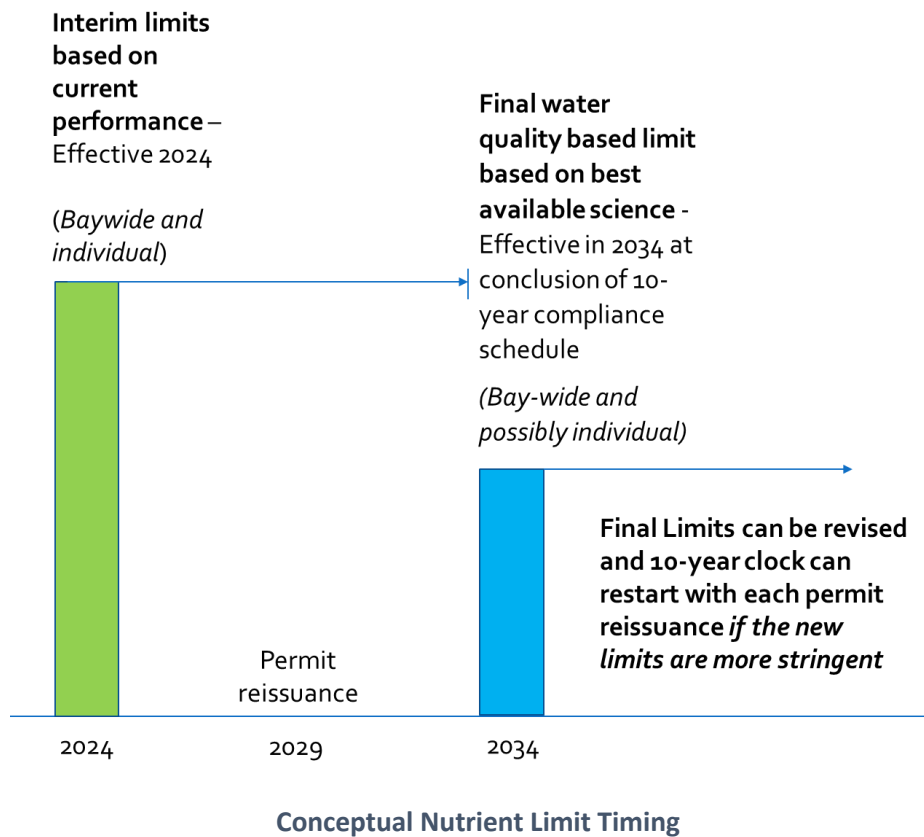 Interim limits
based on
current
performance –
Effective 2024
(Baywide and
individual)
Final water
quality based limit
based on best
available science -
Effective in 2034 at
conclusion of 10-
year compliance
schedule
(Bay-wide and
possibly individual)
Final Limits can be revised
and 10-year clock can
restart with each permit
reissuance if the new
limits are more stringent
Permit
reissuance
2024
2029
2034
Conceptual Nutrient Limit Timing